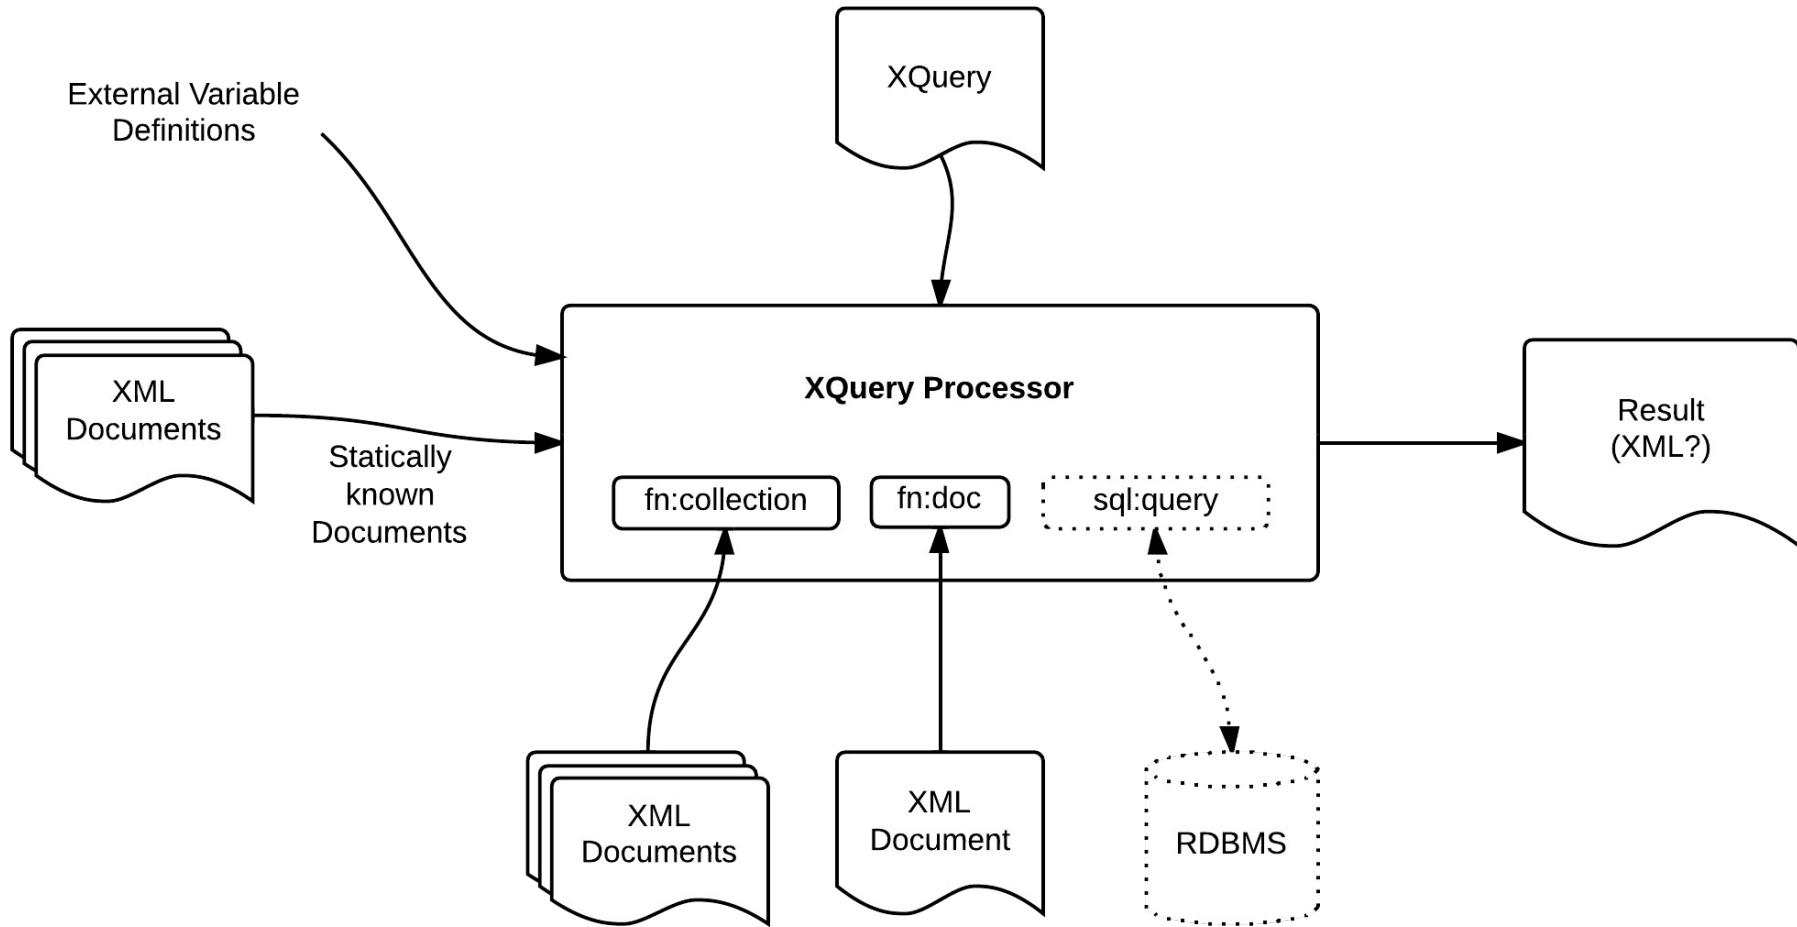 XQuery
External Variable
Definitions
XQuery Processor
XML
Documents
Statically
known
Documents
Result
(XML?)
fn:collection
fn:doc
sql:query
XML
Documents
XML
Document
RDBMS